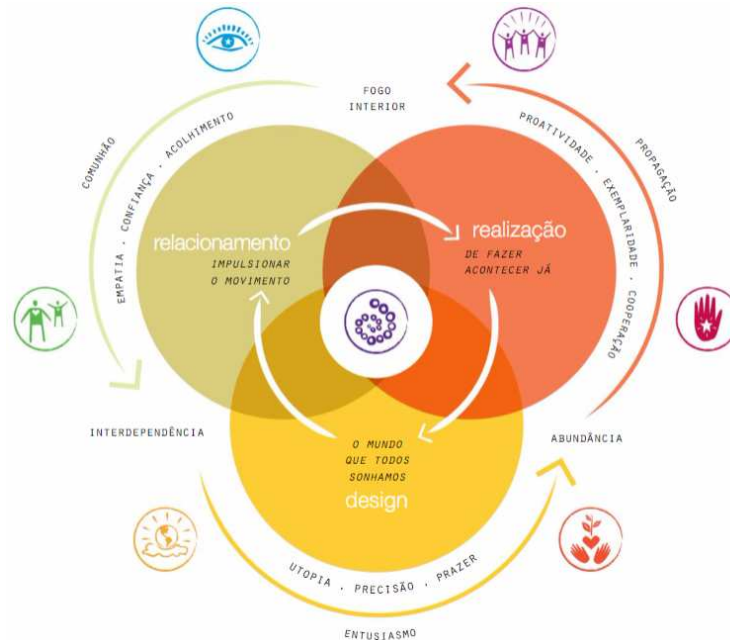 FOGO
INTERIOR
COMUNHÃO
EMPATIA . CONFIANÇA . ACOLHIMENTO
PROATIVIDADE . EXEMPLARIDADE . COOPERAÇÃO
PROPAGAÇÃO
relacionamento
IMPULSIONAR
O MOVIMENTO
realização
DE FAZER
ACONTECER JÁ
INTERDEPENDÊNCIA
ABUNDÂNCIA
O MUNDO
QUE TODOS
SONHAMOS
design
UTOPIA . PRECISÃO . PRAZER
ENTUSIASMO